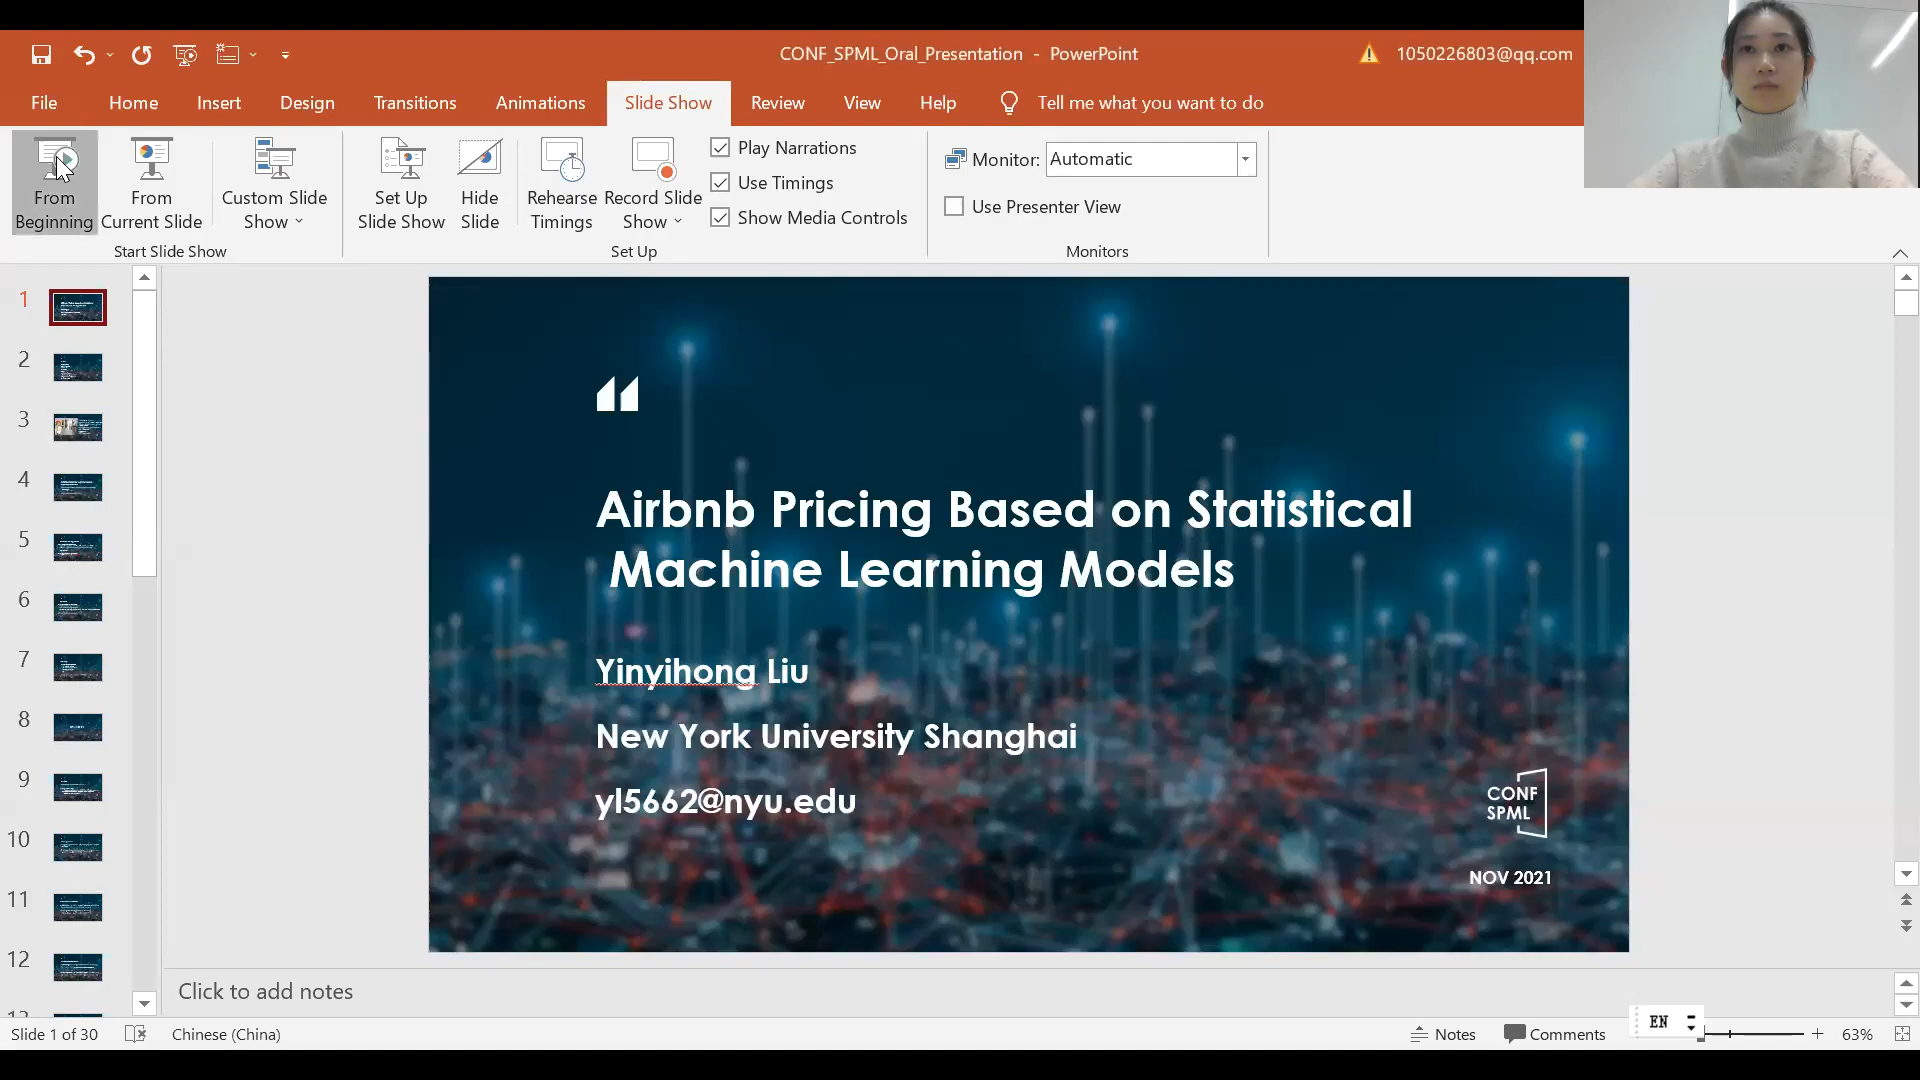 CONF_SPML_Oral_Presentation - PowerPoint
1050226803@qq.com
File Home Insert Design Transitions Animations Slide Show Review View Help Tell me what you want to do
From Beginning
From Current Slide
Custom Slide Show
Start Slide Show
Set Up Slide Show
Hide Slide
Rehearse Timings
Record Slide Show
Play Narrations
Use Timings
Show Media Controls
Set Up
Monitor: Automatic
Use Presenter View
Monitors
1
2
3
4
5
6
7
8
9
10
11
12
“
Airbnb Pricing Based on Statistical
Machine Learning Models
Yinyihong Liu
New York University Shanghai
yl5662@nyu.edu
CONF
SPML
NOV 2021
Click to add notes
Slide 1 of 30 Chinese (China) Notes Comments EN 63%